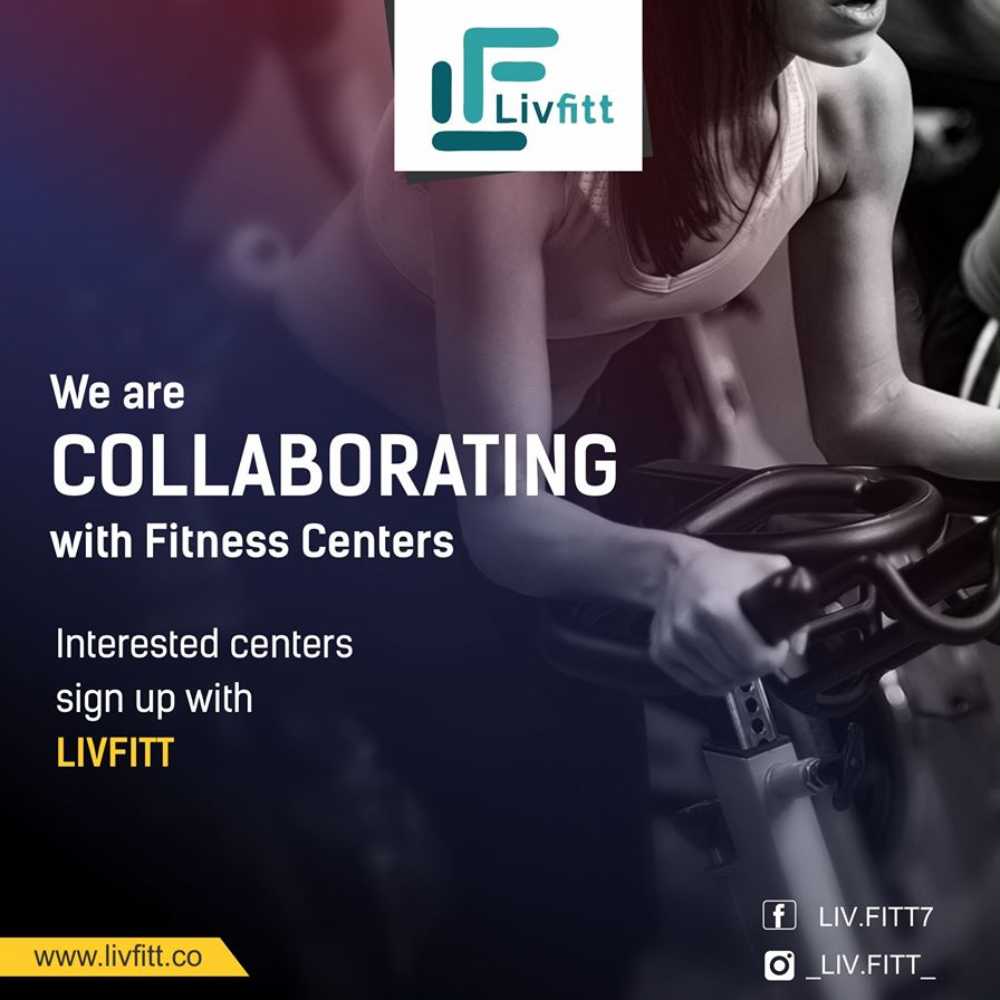 Livfitt
We are
COLLABORATING
with Fitness Centers
Interested centers
sign up with
LIVFITT
LIV.FITT7
www.livfitt.co
_LIV.FITT_